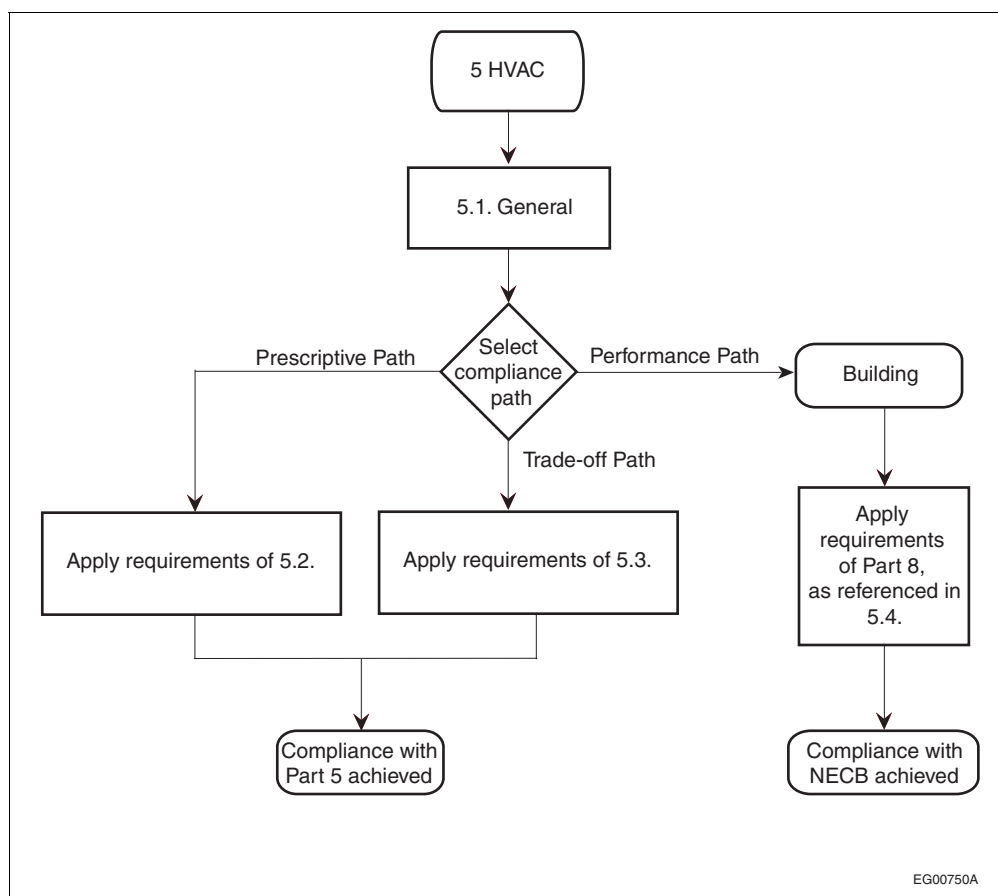 5 HVAC
5.1. General
Select
compliance
path
Prescriptive Path
Performance Path
Building
Trade-off Path
Apply requirements of 5.2.
Apply requirements of 5.3.
Apply
requirements
of Part 8,
as referenced in
5.4.
Compliance with
Part 5 achieved
Compliance with
NECB achieved
EG00750A